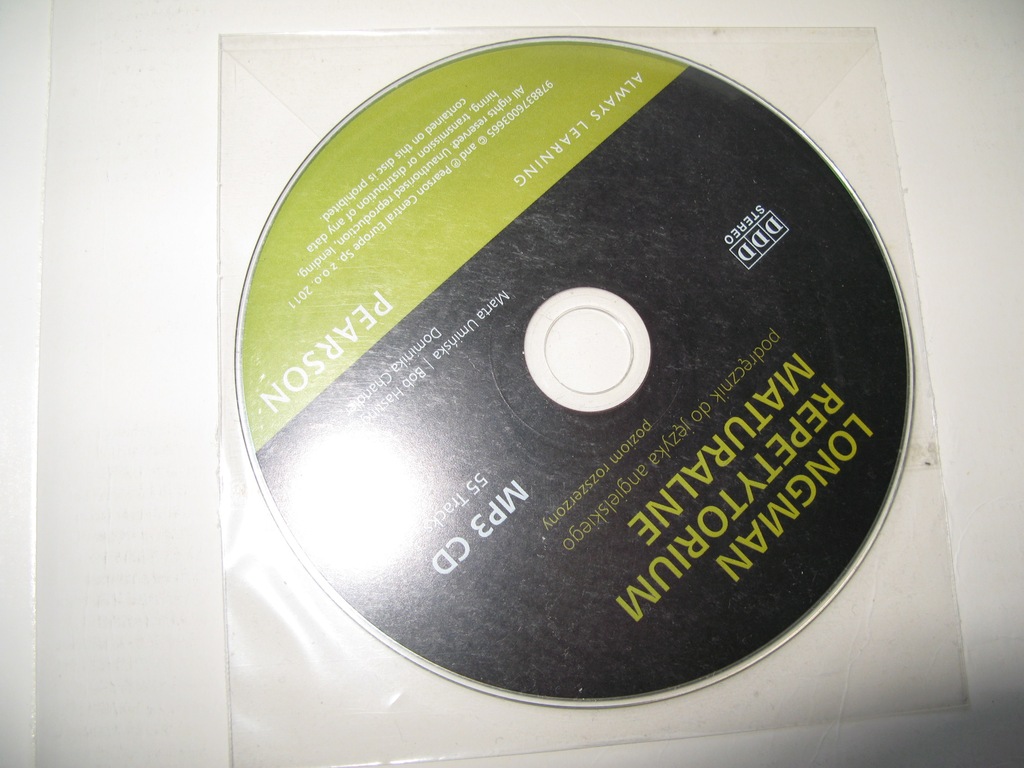 LONGMAN
REPETYTORIUM
MATURALNE
podręcznik do języka angielskiego
poziom rozszerzony
DDD
STEREO
MP3 CD
55 Tracks
Marta Umińska | Bob Hastings
Dominika Chandler
PEARSON
ALWAYS LEARNING
9788376003665 © and ℗ Pearson Central Europe Sp. z o.o. 2011
All rights reserved. Unauthorised reproduction, lending,
hiring, transmission or distribution of any data
contained on this disc is prohibited.